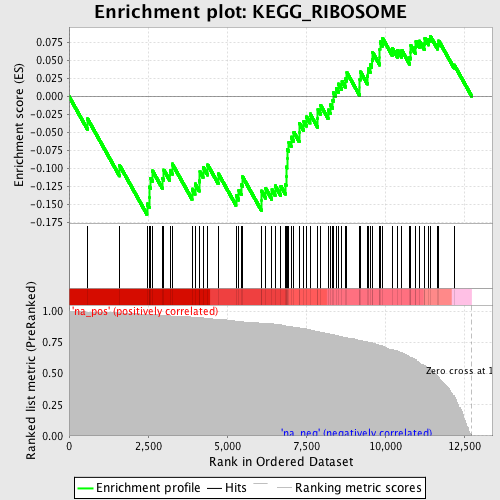 Enrichment plot: KEGG_RIBOSOME
Enrichment score (ES)
0.075
0.050
0.025
0.000
-0.025
-0.050
-0.075
-0.100
-0.125
-0.150
-0.175
'na_pos' (positively correlated)
Ranked list metric (PreRanked)
1.00
0.75
0.50
0.25
0.00
Zero cross at 1
'na_neg' (negatively correlated)
0
2,500
5,000
7,500
10,000
12,500
Rank in Ordered Dataset
Enrichment profile
Hits
Ranking metric scores